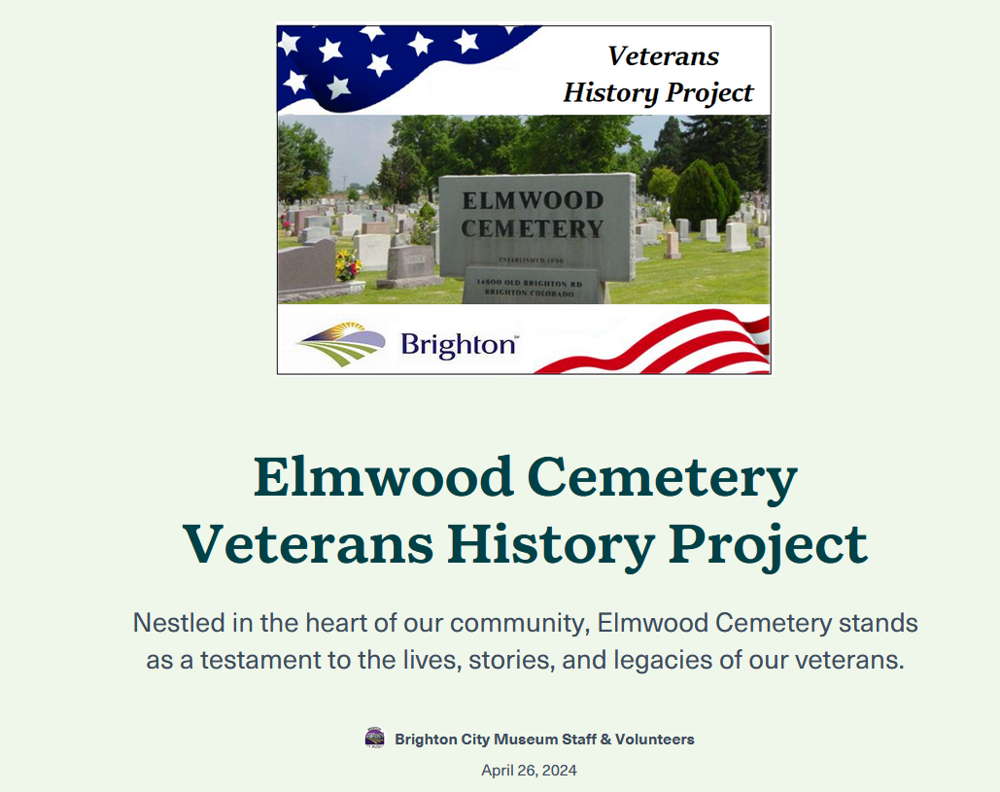 Veterans
History Project
ELMWOOD
CEMETERY
ESTABLISHED 1890
14800 OLD BRIGHTON RD
BRIGHTON COLORADO
Brighton
Elmwood Cemetery
Veterans History Project
Nestled in the heart of our community, Elmwood Cemetery stands
as a testament to the lives, stories, and legacies of our veterans.
Brighton City Museum Staff & Volunteers
April 26, 2024